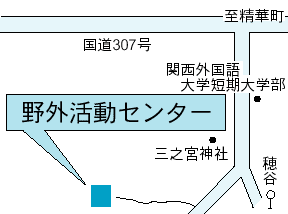 至精華町
国道307号
関西外国語
大学短期大学部
野外活動センター
三之宮神社
穂谷